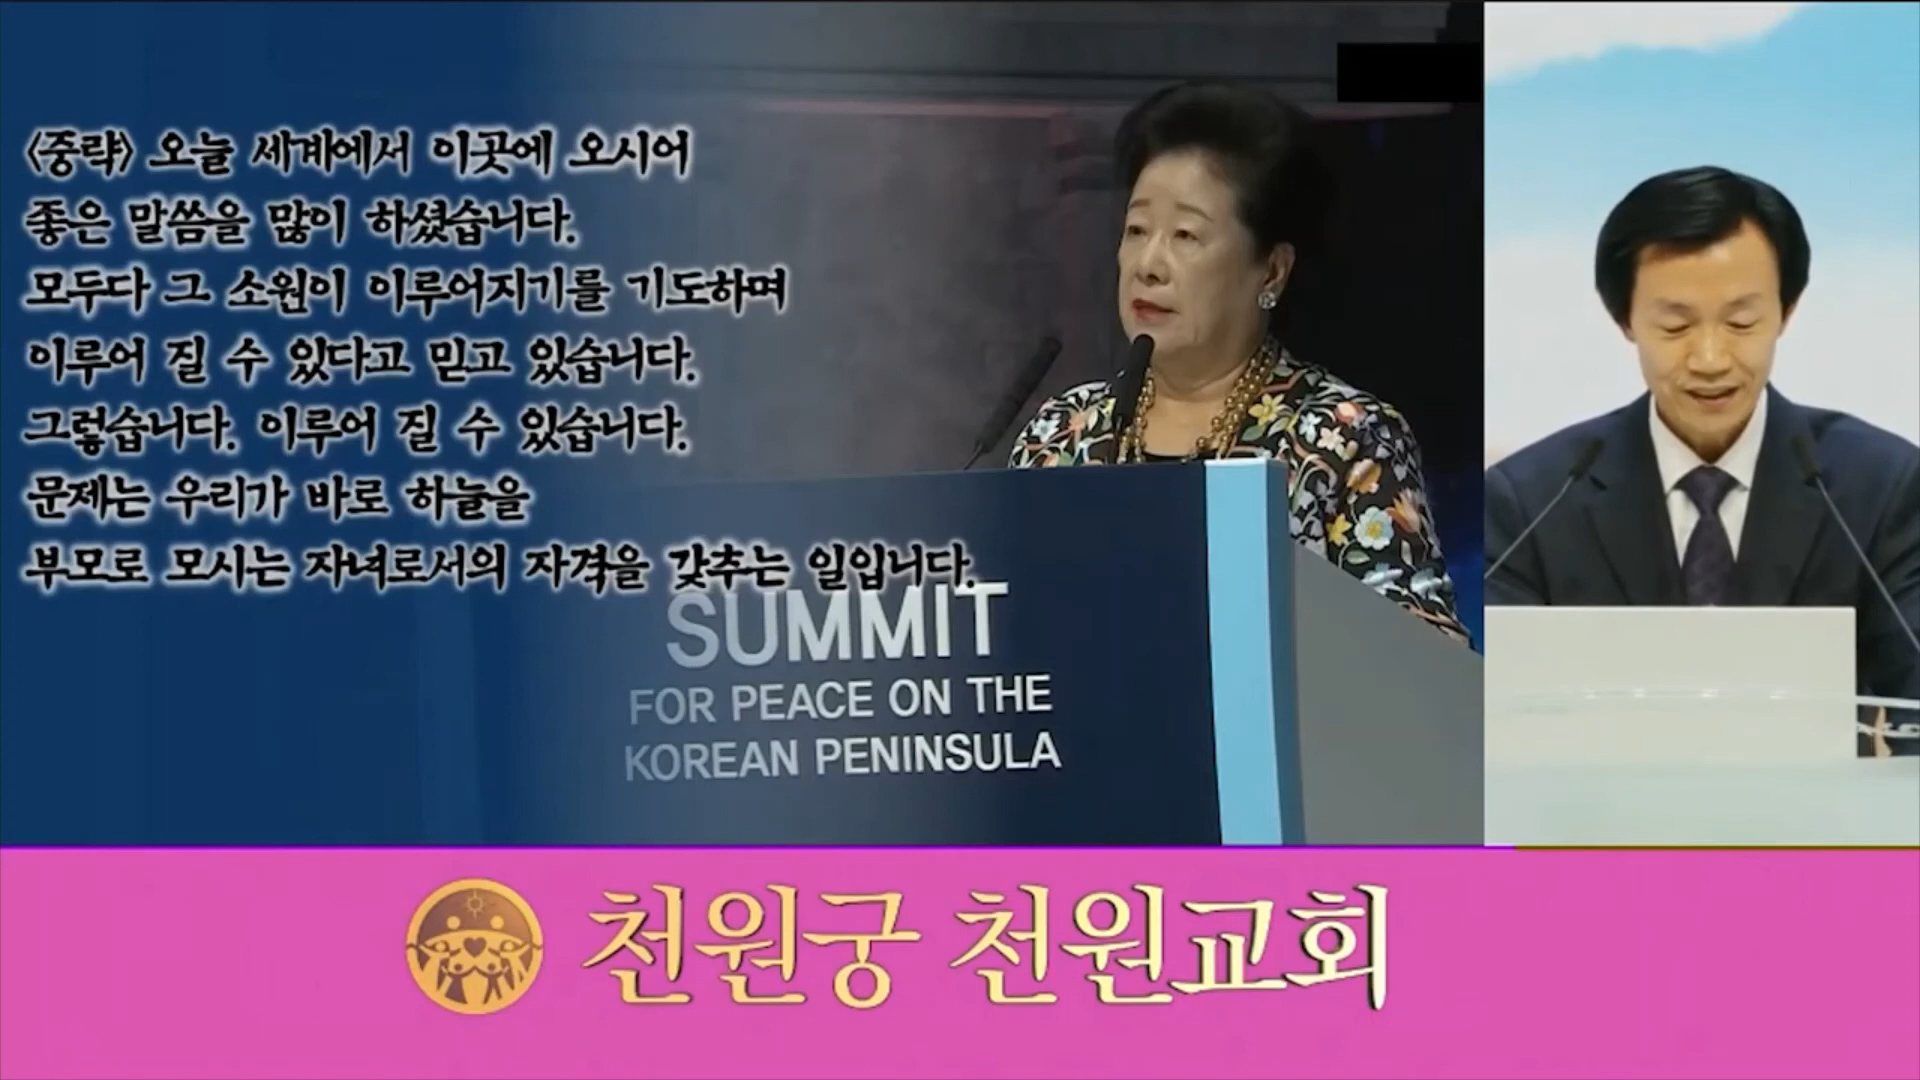 <중략> 오늘 세계에서 이곳에 오시어
좋은 말씀을 많이 하셨습니다.
모두다 그 소원이 이루어지기를 기도하며
이루어 질 수 있다고 믿고 있습니다.
그렇습니다. 이루어 질 수 있습니다.
문제는 우리가 바로 하늘을
부모로 모시는 자녀로서의 자격을 갖추는 일입니다.
SUMMIT
FOR PEACE ON THE
KOREAN PENINSULA
천원궁 천원교회